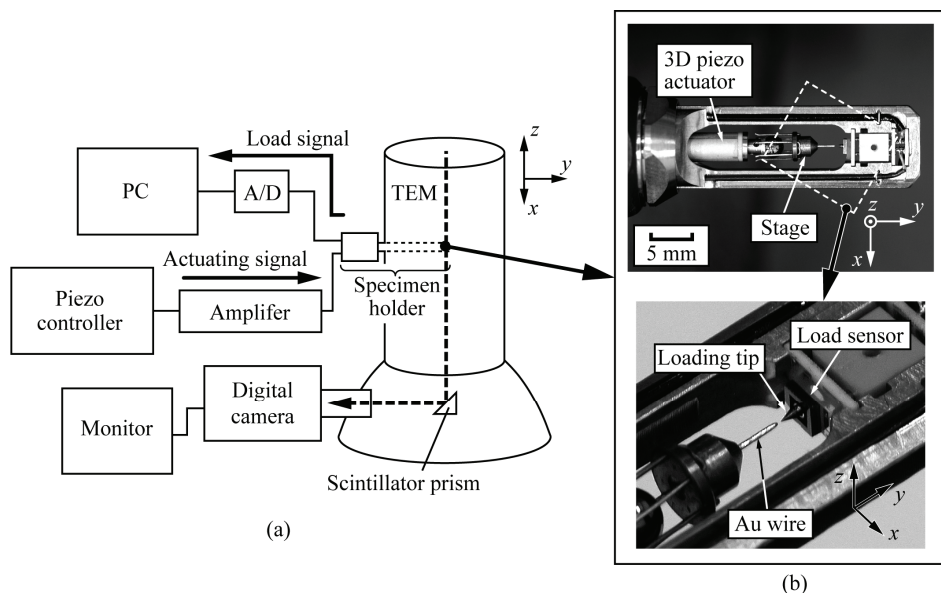 Load signal
PC
A/D
TEM
z
y
x
Actuating signal
Specimen
holder
Piezo
controller
Amplifer
Digital
camera
Monitor
Scintillator prism
(a)
3D piezo
actuator
Stage
5 mm
z
y
x
Load sensor
Loading tip
Au wire
z
y
x
(b)